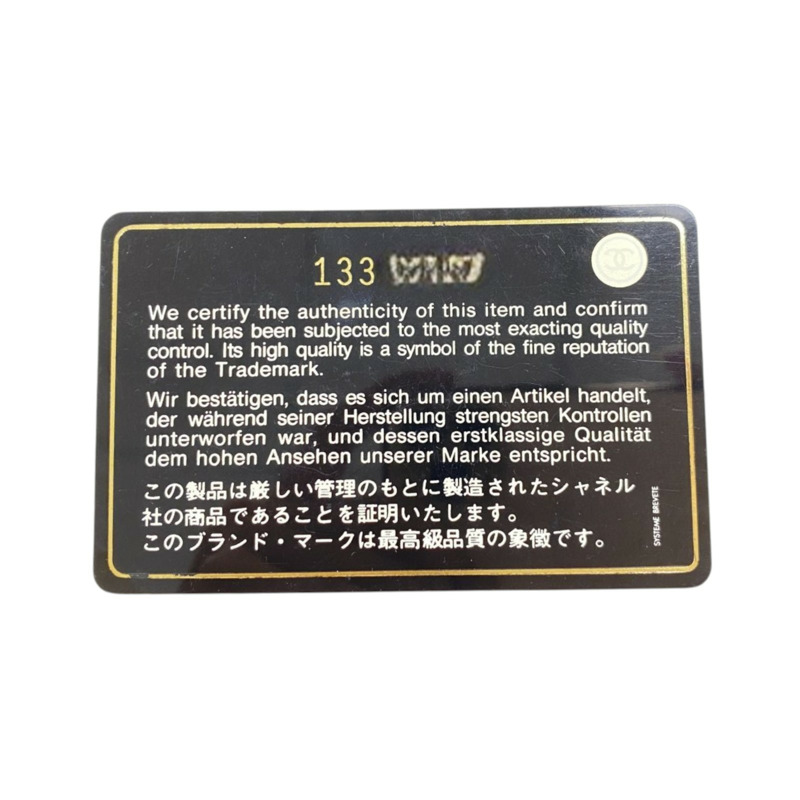 133
We certify the authenticity of this item and confirm
that it has been subjected to the most exacting quality
control. Its high quality is a symbol of the fine reputation
of the Trademark.
Wir bestätigen, dass es sich um einen Artikel handelt,
der während seiner Herstellung strengsten Kontrollen
unterworfen war, und dessen erstklassige Qualität
dem hohen Ansehen unserer Marke entspricht.
この製品は厳しい管理のもとに製造されたシャネル
社の商品であることを証明いたします。
このブランド・マークは最高級品質の象徴です。
SYSTEME BREVETE